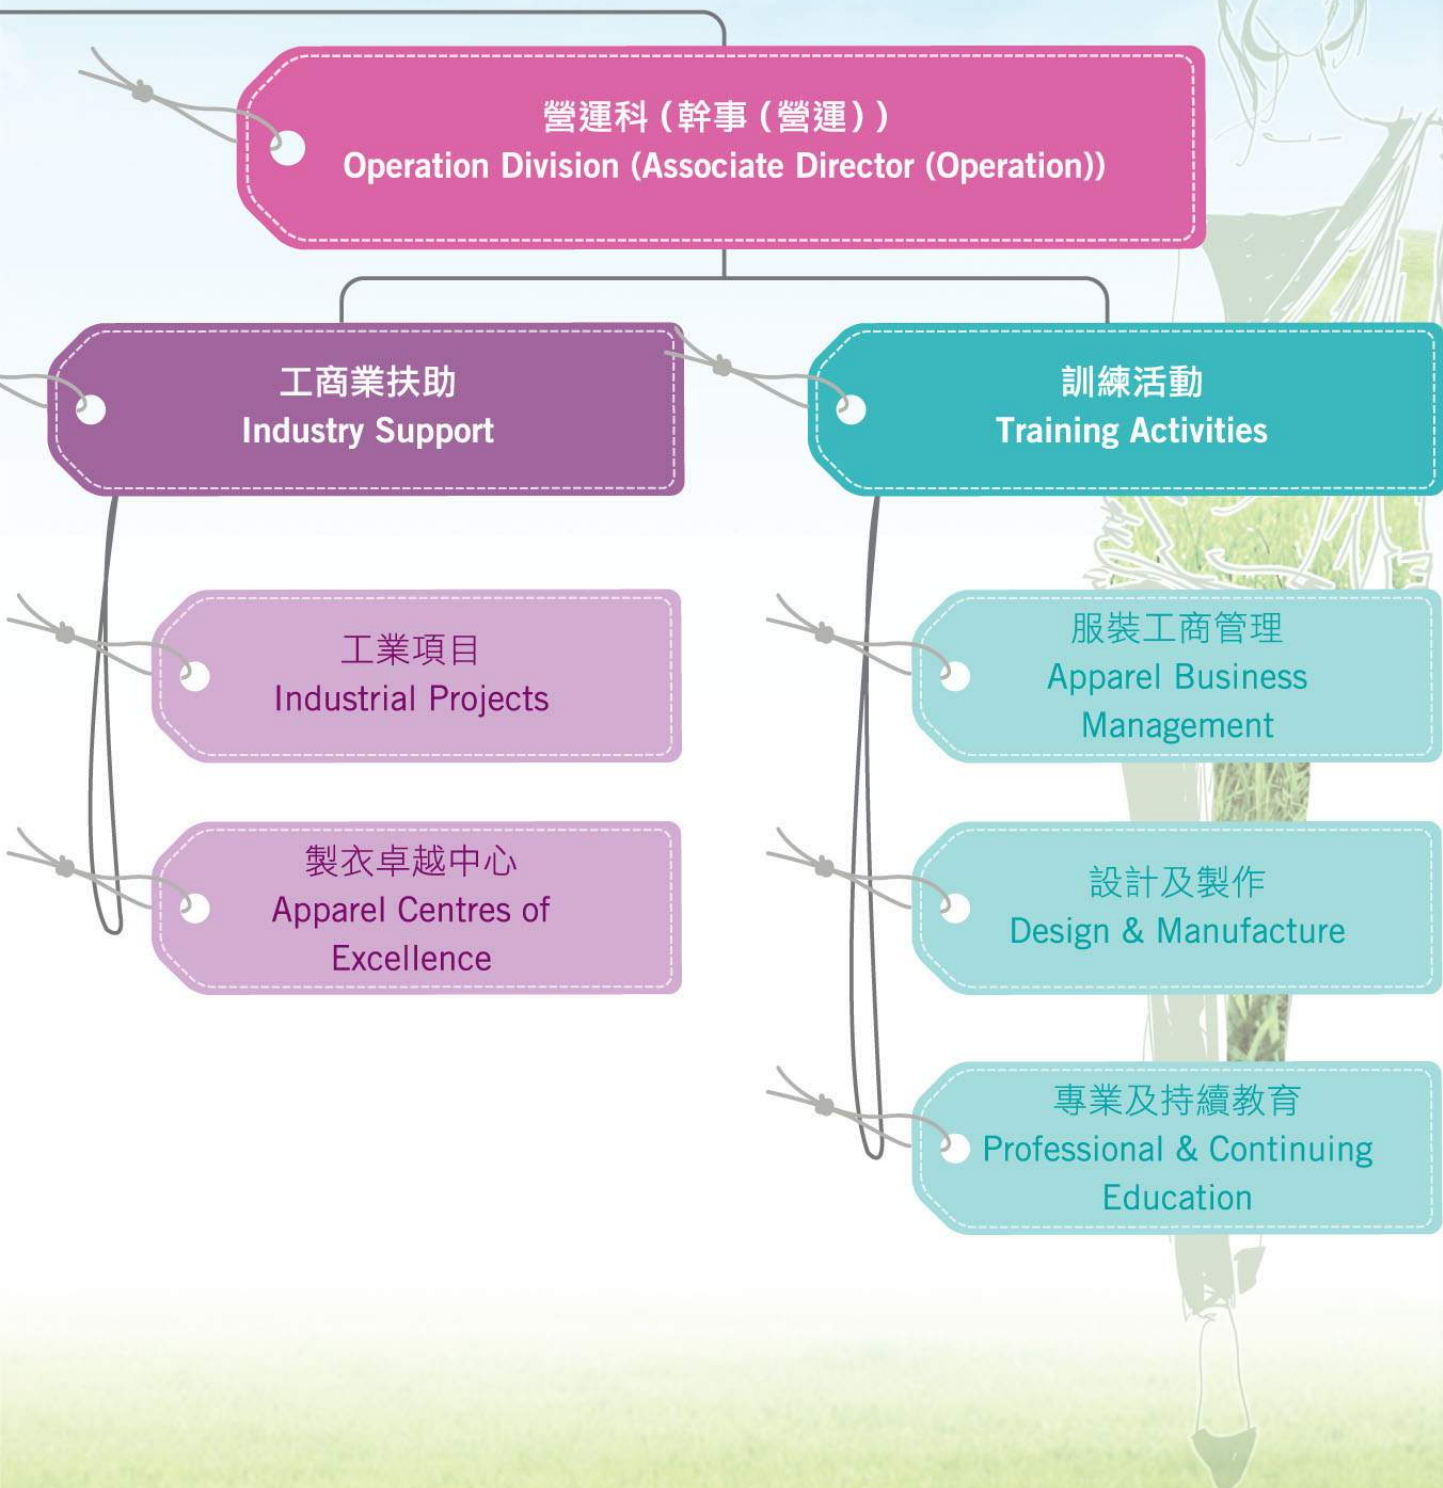 營運科 (幹事 (營運) )
Operation Division (Associate Director (Operation))
工商業扶助
Industry Support
工業項目
Industrial Projects
製衣卓越中心
Apparel Centres of
Excellence
訓練活動
Training Activities
服裝工商管理
Apparel Business
Management
設計及製作
Design & Manufacture
專業及持續教育
Professional & Continuing
Education